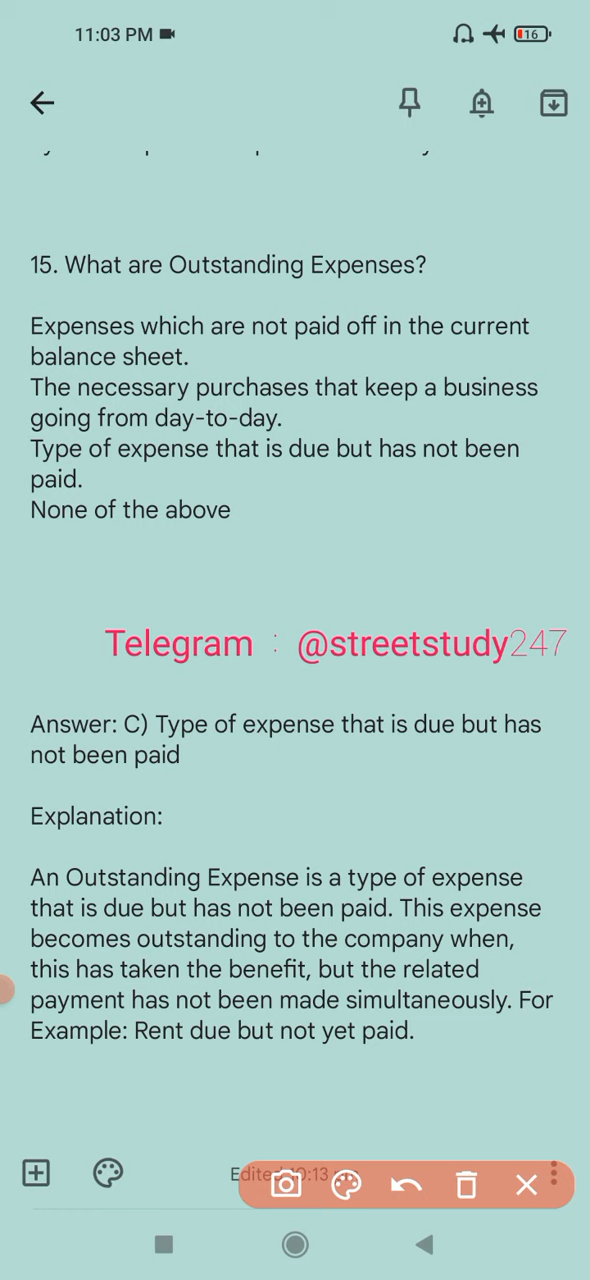 11:03 PM
16
15. What are Outstanding Expenses?
Expenses which are not paid off in the current
balance sheet.
The necessary purchases that keep a business
going from day-to-day.
Type of expense that is due but has not been
paid.
None of the above
Telegram : @streetstudy247
Answer: C) Type of expense that is due but has
not been paid
Explanation:
An Outstanding Expense is a type of expense
that is due but has not been paid. This expense
becomes outstanding to the company when,
this has taken the benefit, but the related
payment has not been made simultaneously. For
Example: Rent due but not yet paid.
Edited 10:13